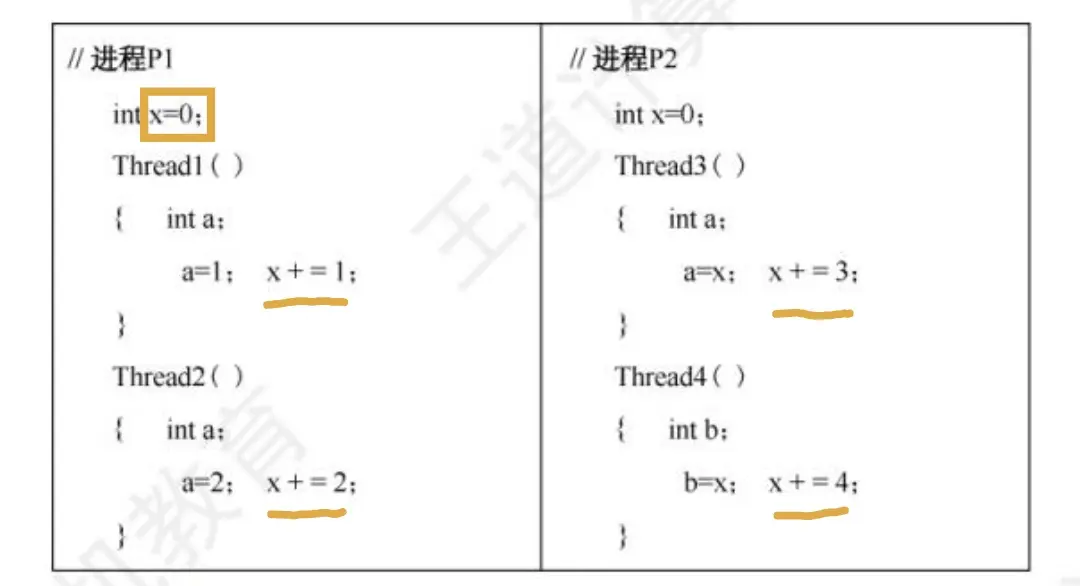 // 进程P1
int x=0;
Thread1( )
{ int a;
a=1; x + = 1;
}
Thread2( )
{ int a;
a=2; x + = 2;
}
// 进程P2
int x=0;
Thread3( )
{ int a;
a=x; x + = 3;
}
Thread4( )
{ int b;
b=x; x + = 4;
}
王道计算
机教育